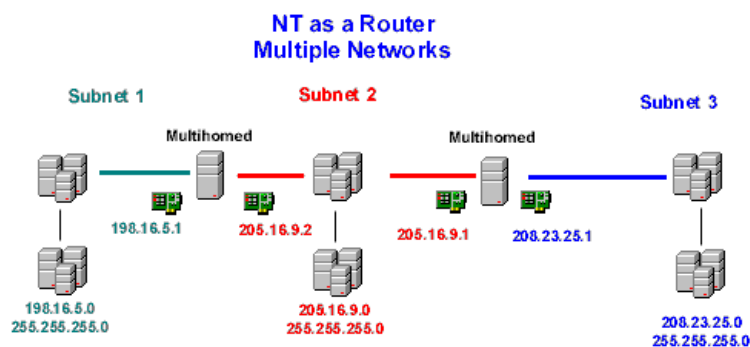 NT as a Router
Multiple Networks
Subnet 1
Subnet 2
Subnet 3
Multihomed
Multihomed
198.16.5.1
205.16.9.2
205.16.9.1
208.23.25.1
198.16.5.0
255.255.255.0
205.16.9.0
255.255.255.0
208.23.25.0
255.255.255.0